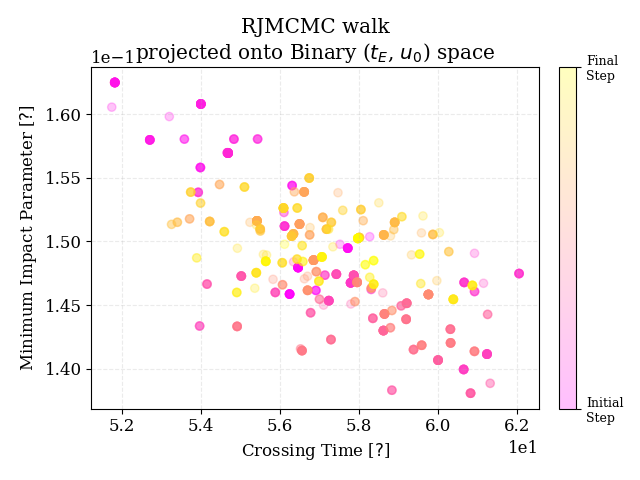 RJMCMC walk
projected onto Binary (t_E, u_0) space
1e−1
Minimum Impact Parameter [?]
1.60
1.55
1.50
1.45
1.40
5.2 5.4 5.6 5.8 6.0 6.2
1e1
Crossing Time [?]
Final
Step
Initial
Step